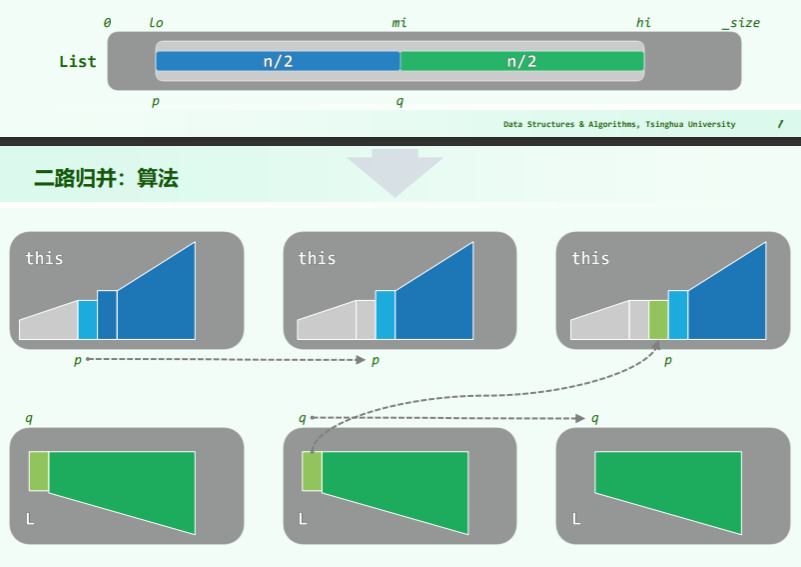 0 lo mi hi _size
List n/2 n/2
p q
Data Structures & Algorithms, Tsinghua University
二路归并：算法
this this this
p p p
q q q
L L L